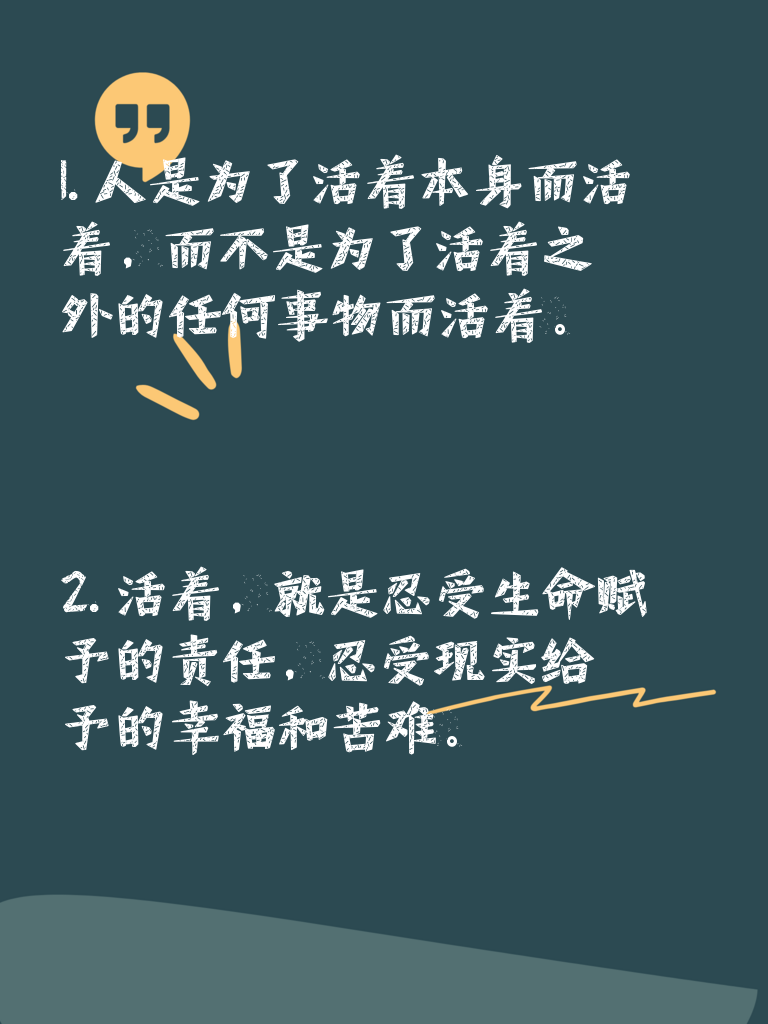 1. 人是为了活着本身而活
着，而不是为了活着之
外的任何事物而活着。
2. 活着，就是忍受生命赋
予的责任，忍受现实给
予的幸福和苦难。